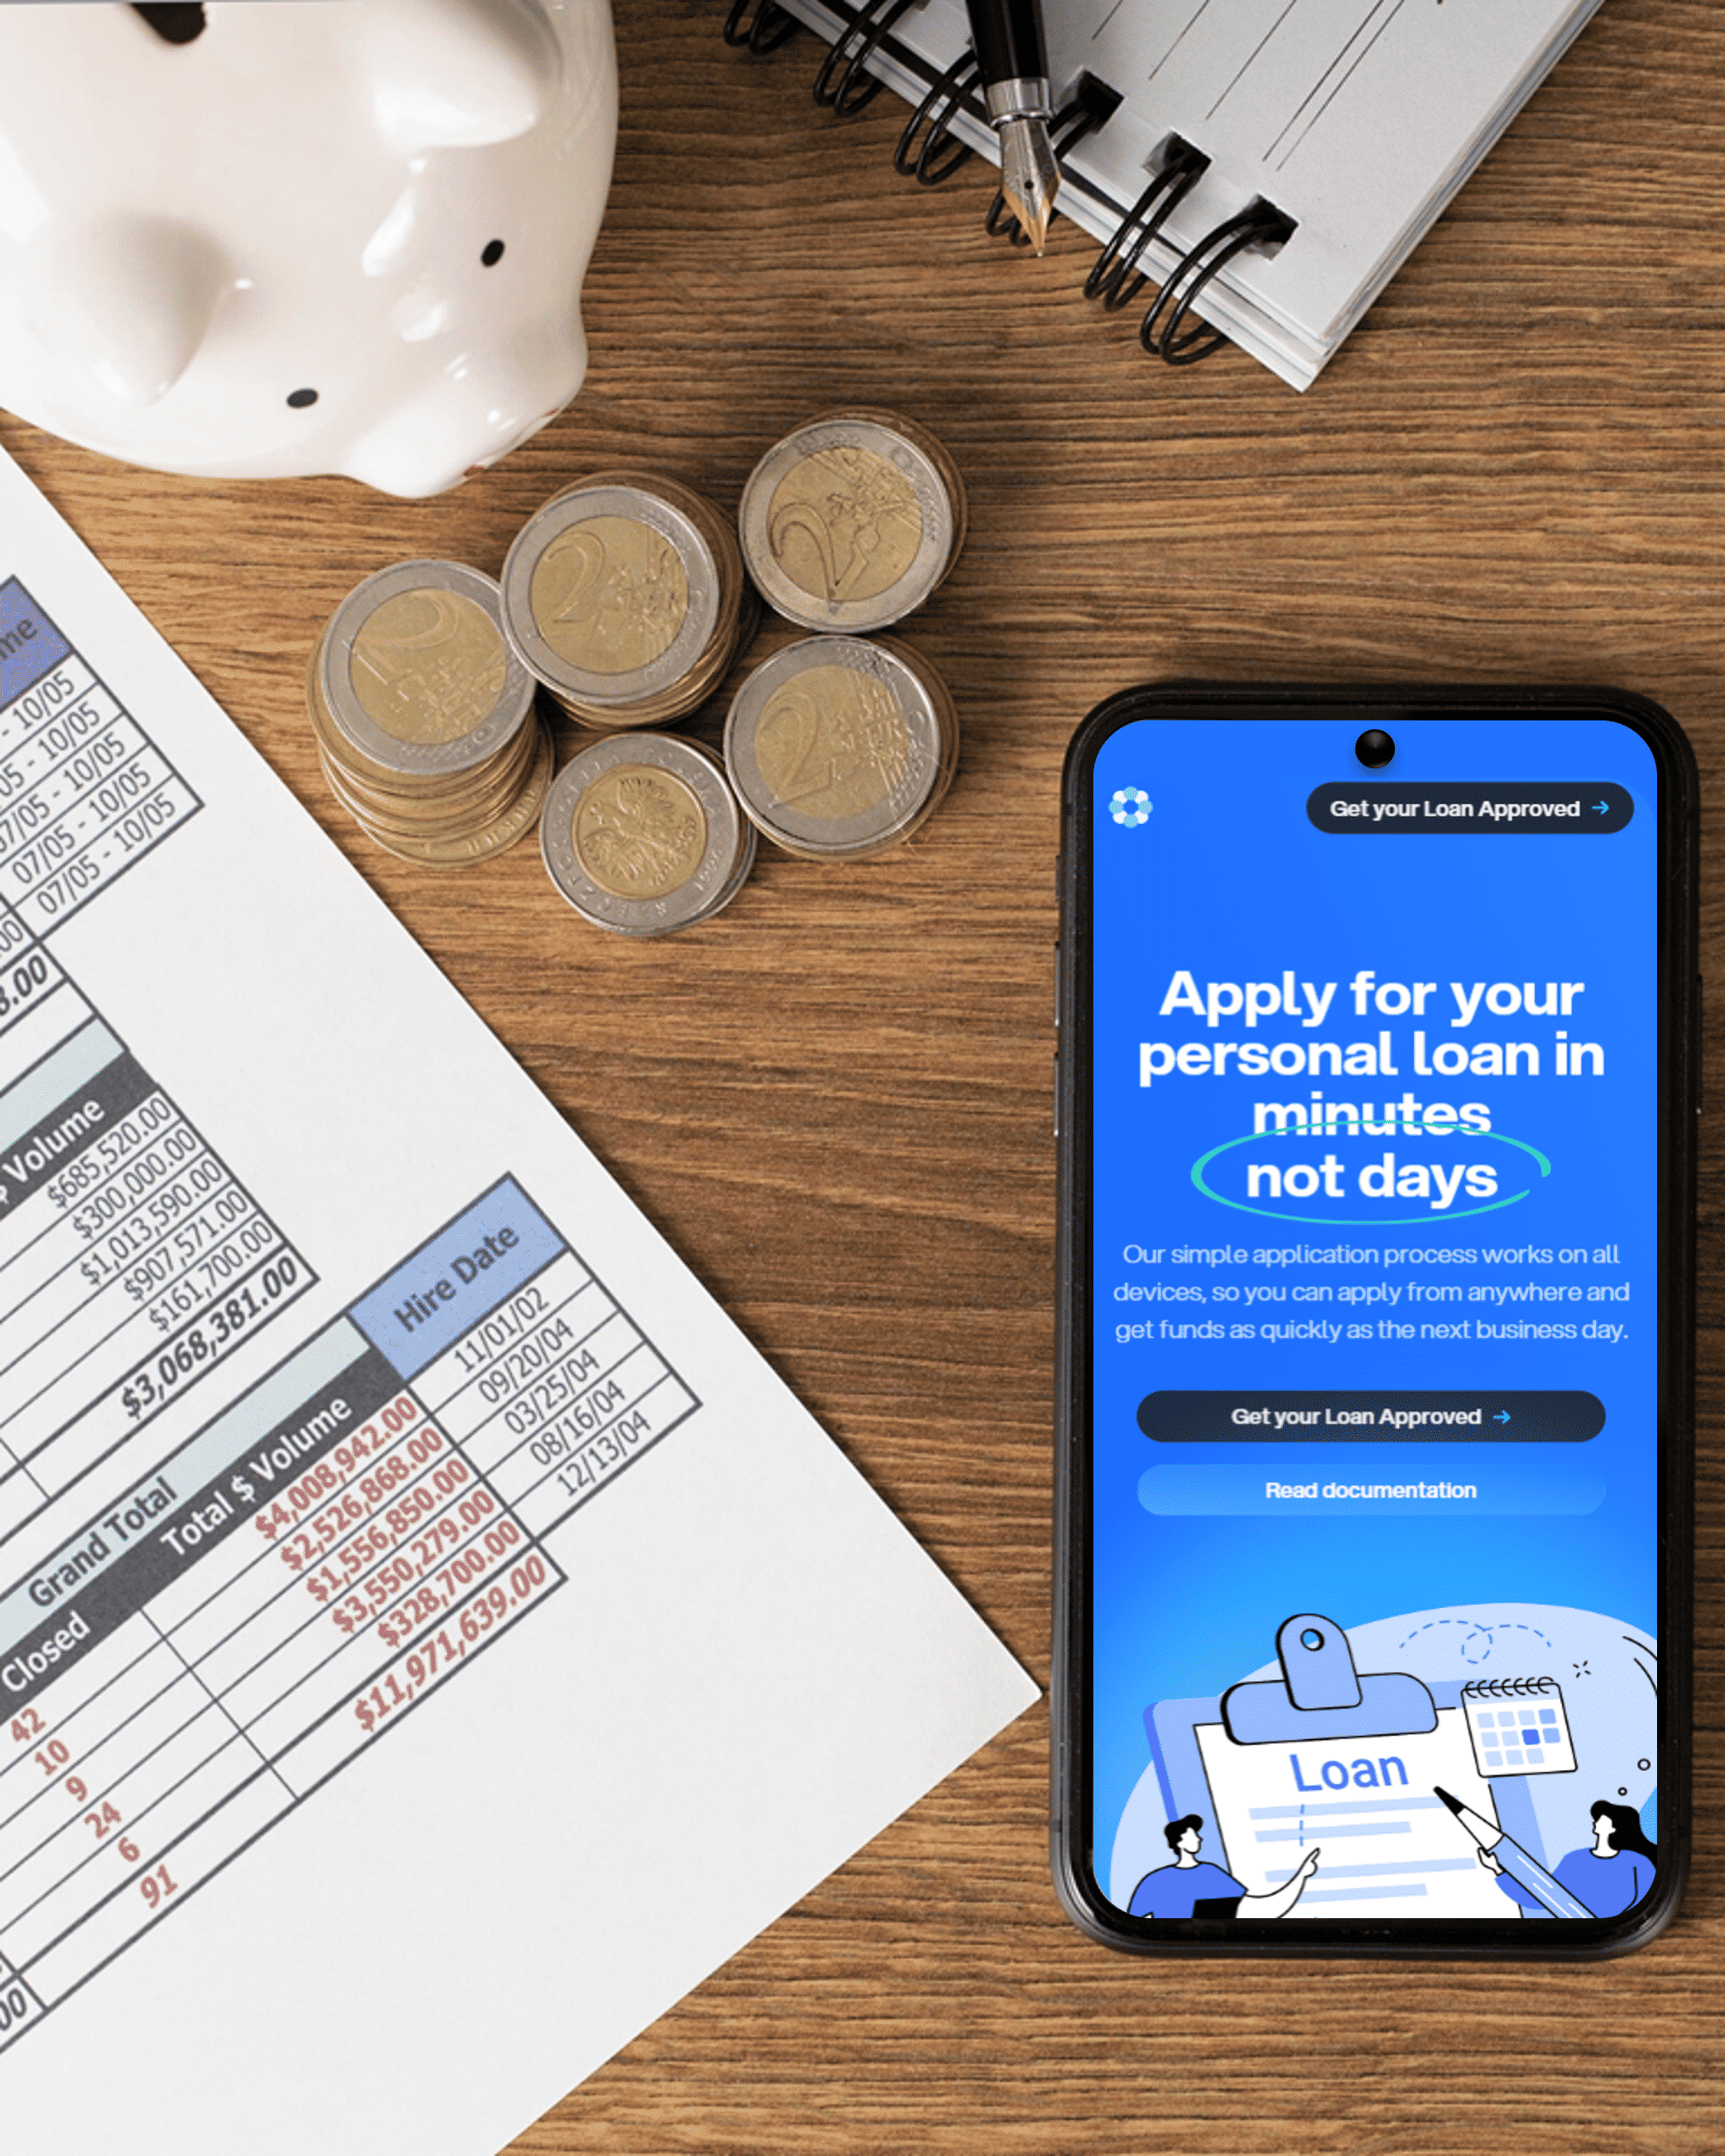 me
- 10/05
05 - 10/05
07/05 - 10/05
07/05 - 10/05
07/05 - 10/05
00
8.00
$ Volume
$685,520.00
$300,000.00
$1,013,590.00
$907,571.00
$161,700.00
$3,068,381.00
Grand Total
Hire Date
Closed
Total $ Volume
42
$4,008,942.00
11/01/02
10
$2,526,868.00
09/20/04
9
$1,556,850.00
03/25/04
24
$3,550,279.00
08/16/04
6
$328,700.00
12/13/04
91
$11,971,639.00
00
2
2
2
2
1994
Get your Loan Approved →
Apply for your
personal loan in
minutes
not days
Our simple application process works on all
devices, so you can apply from anywhere and
get funds as quickly as the next business day.
Get your Loan Approved →
Read documentation
Loan